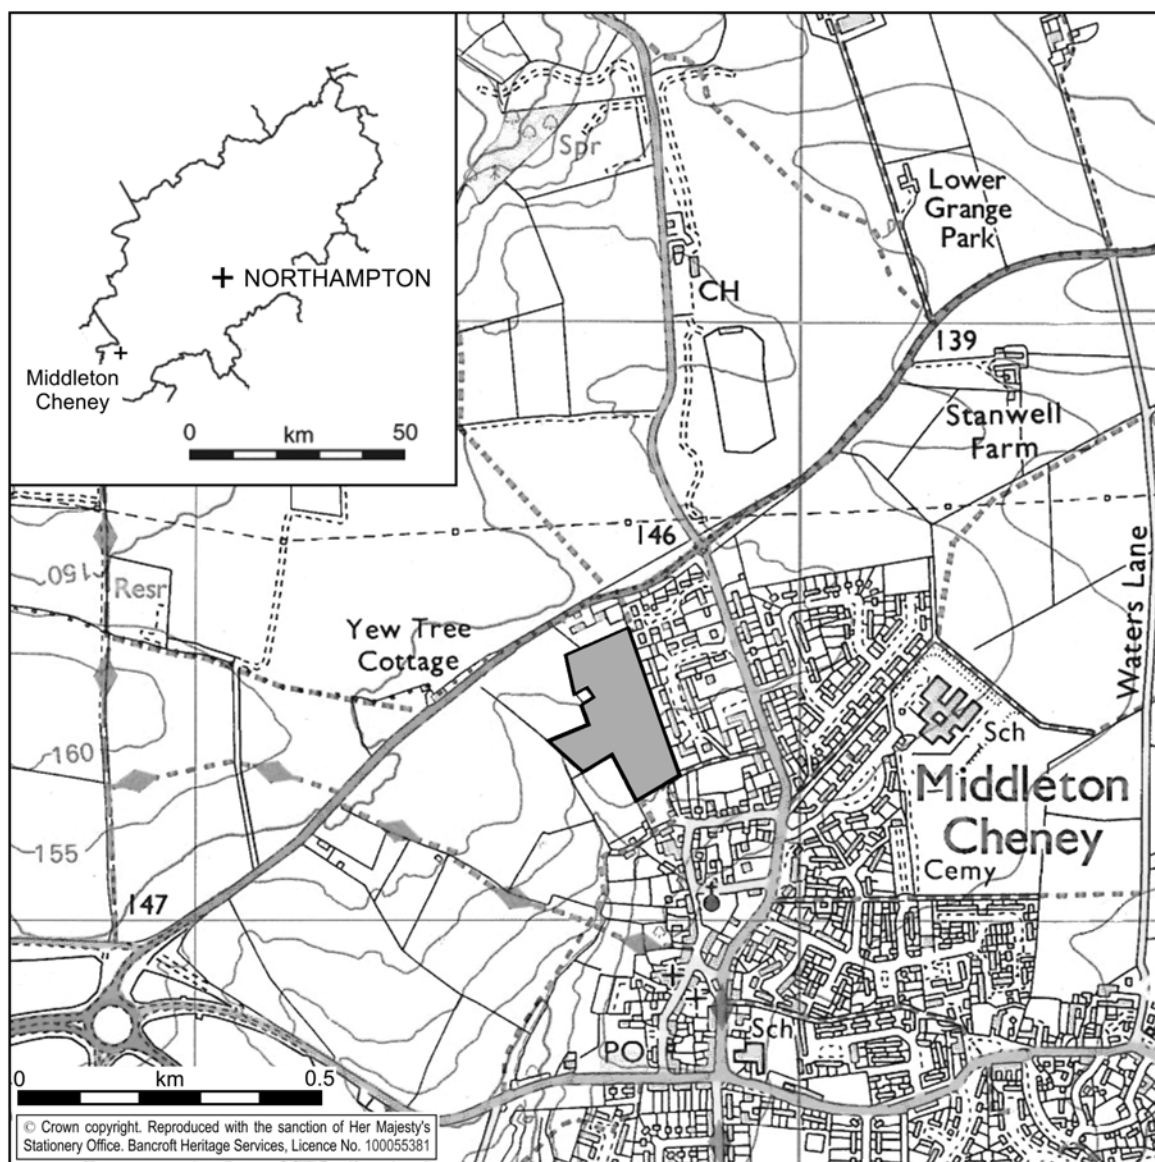 NORTHAMPTON
Middleton
Cheney
0 km 50
Spr
Lower
Grange
Park
CH
139
Stanwell
Farm
146
150
Resr
Yew Tree
Cottage
Waters Lane
160
Sch
Middleton
Cheney
155
Cemy
147
Sch
PO
0 km 0.5
© Crown copyright. Reproduced with the sanction of Her Majesty's
Stationery Office. Bancroft Heritage Services, Licence No. 100055381